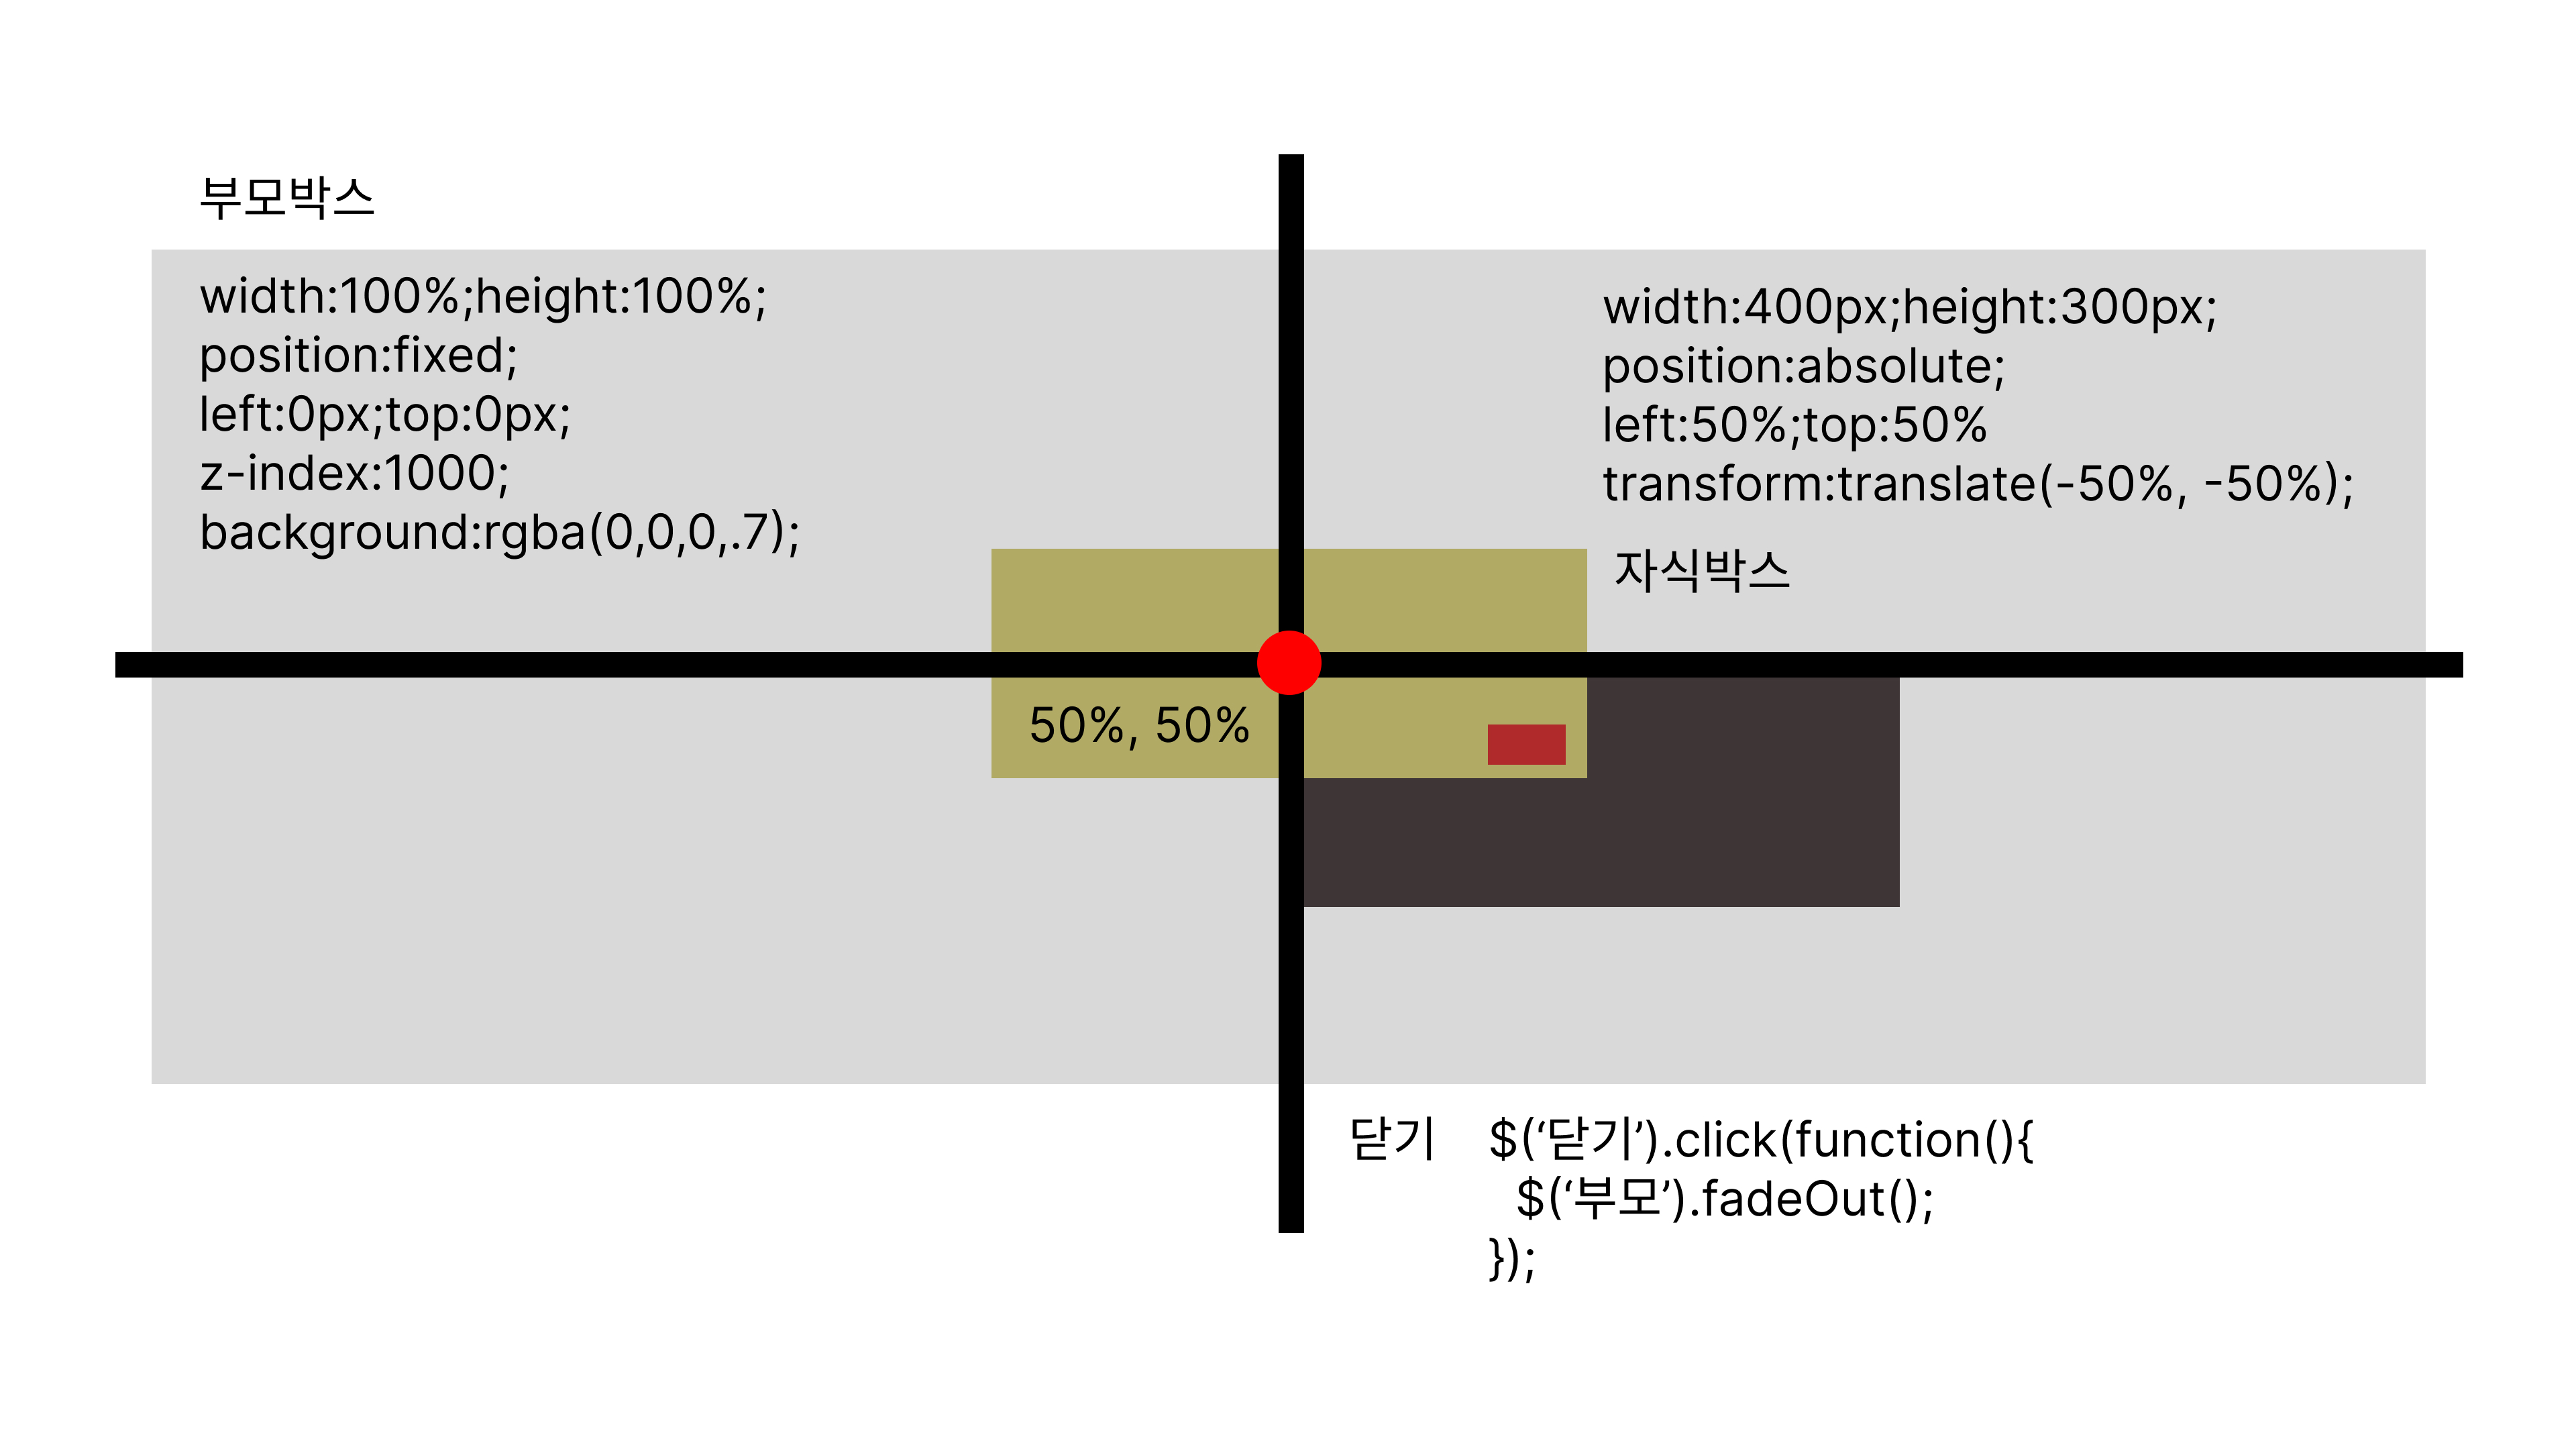 부모박스
width:100%;height:100%;
position:fixed;
left:0px;top:0px;
z-index:1000;
background:rgba(0,0,0,.7);
width:400px;height:300px;
position:absolute;
left:50%;top:50%
transform:translate(-50%, -50%);
자식박스
50%, 50%
닫기
$(‘닫기’).click(function(){
  $(‘부모’).fadeOut();
});